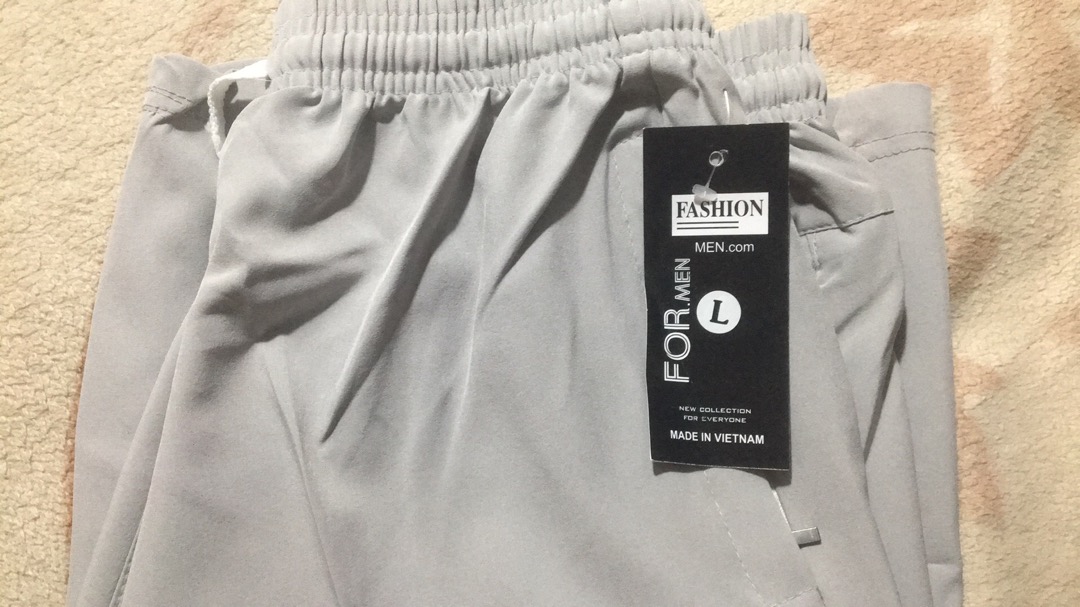 FASHION
MEN.com
FOR.MEN
L
NEW COLLECTION
FOR EVERYONE
MADE IN VIETNAM